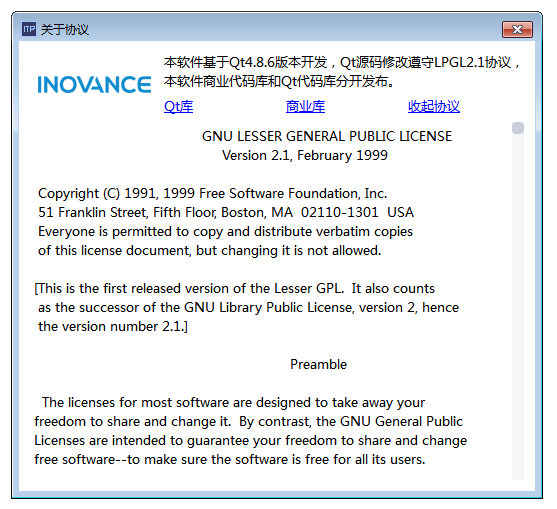 ITP 关于协议
INOVANCE
本软件基于Qt4.8.6版本开发，Qt源码修改遵守LPGL2.1协议，
本软件商业代码库和Qt代码库分开发布。
Qt库 商业库 收起协议
GNU LESSER GENERAL PUBLIC LICENSE
Version 2.1, February 1999
Copyright (C) 1991, 1999 Free Software Foundation, Inc.
51 Franklin Street, Fifth Floor, Boston, MA  02110-1301  USA
Everyone is permitted to copy and distribute verbatim copies
of this license document, but changing it is not allowed.
[This is the first released version of the Lesser GPL.  It also counts
as the successor of the GNU Library Public License, version 2, hence
the version number 2.1.]
Preamble
The licenses for most software are designed to take away your
freedom to share and change it.  By contrast, the GNU General Public
Licenses are intended to guarantee your freedom to share and change
free software--to make sure the software is free for all its users.